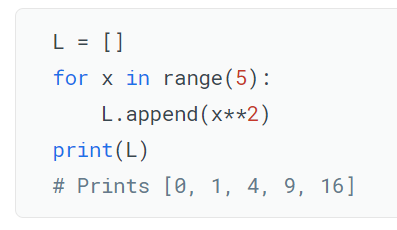 L = []
for x in range(5):
    L.append(x**2)
print(L)
# Prints [0, 1, 4, 9, 16]